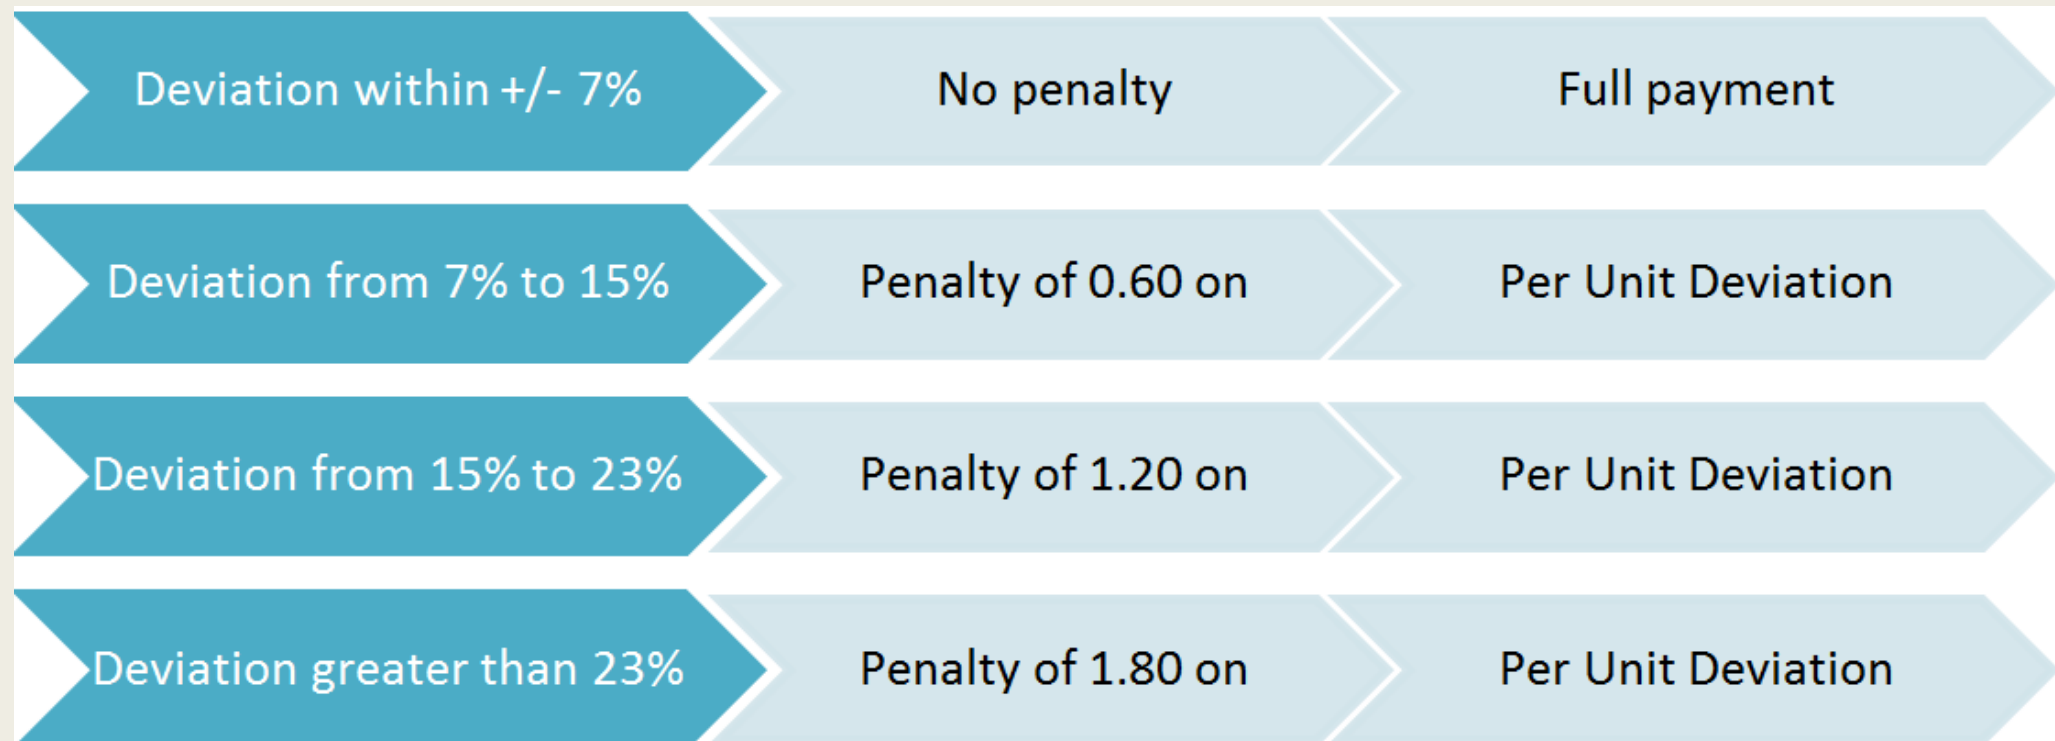 Deviation within +/- 7%
No penalty
Full payment
Deviation from 7% to 15%
Penalty of 0.60 on
Per Unit Deviation
Deviation from 15% to 23%
Penalty of 1.20 on
Per Unit Deviation
Deviation greater than 23%
Penalty of 1.80 on
Per Unit Deviation